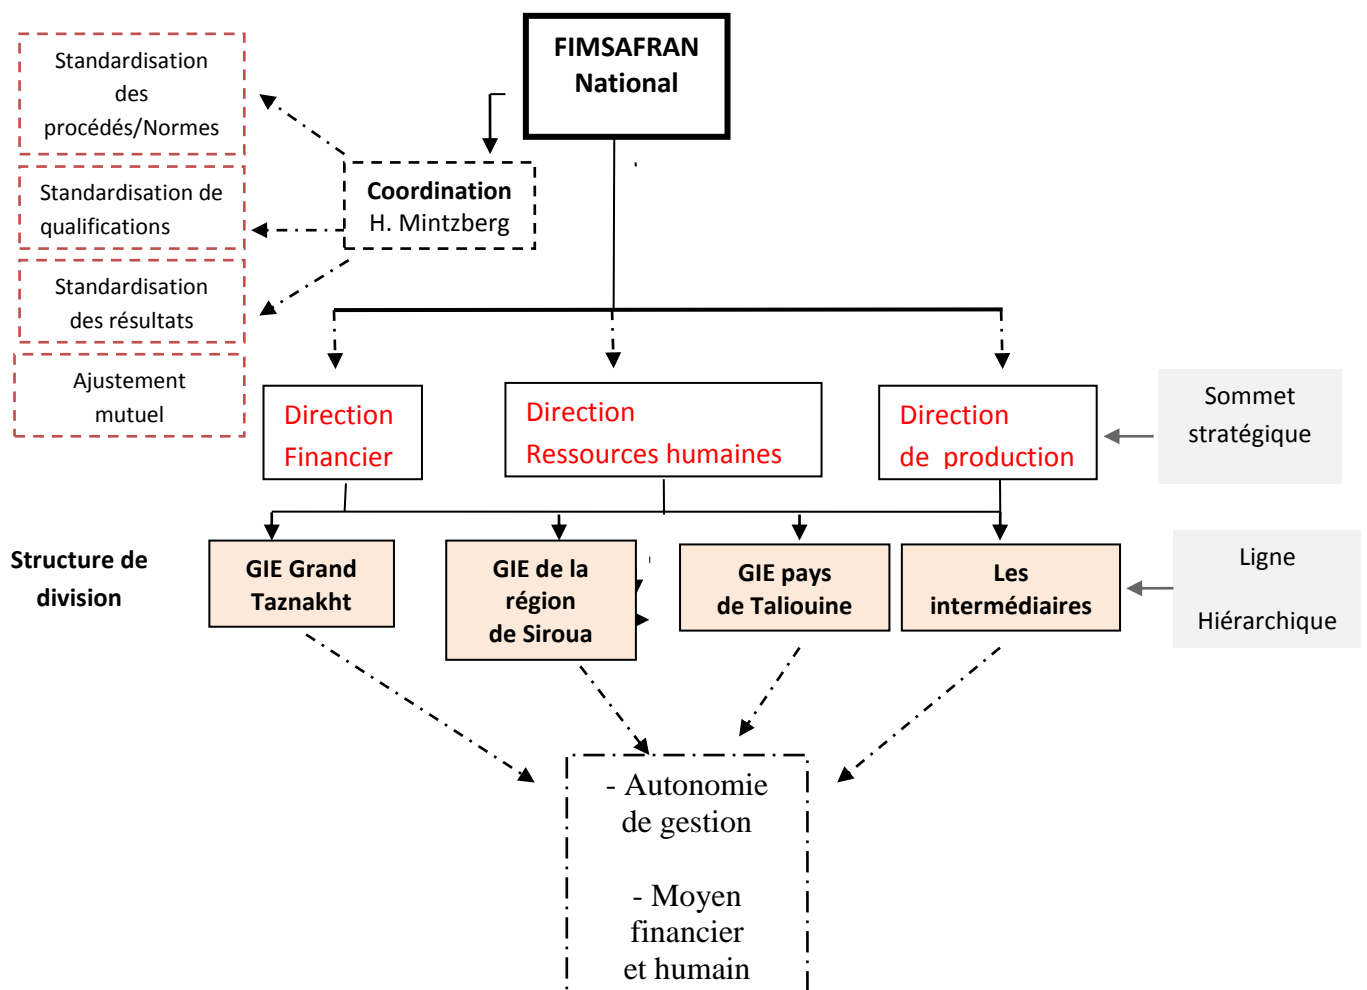 FIMSAFRAN
National
Standardisation
des
procédés/Normes
Coordination
H. Mintzberg
Standardisation de
qualifications
Standardisation
des résultats
Ajustement
mutuel
Direction
Financier
Direction
Ressources humaines
Direction
de production
Sommet
stratégique
Structure de
division
GIE Grand
Taznakht
GIE de la
région
de Siroua
GIE pays
de Taliouine
Les
intermédiaires
Ligne
Hiérarchique
- Autonomie
de gestion
- Moyen
financier
et humain